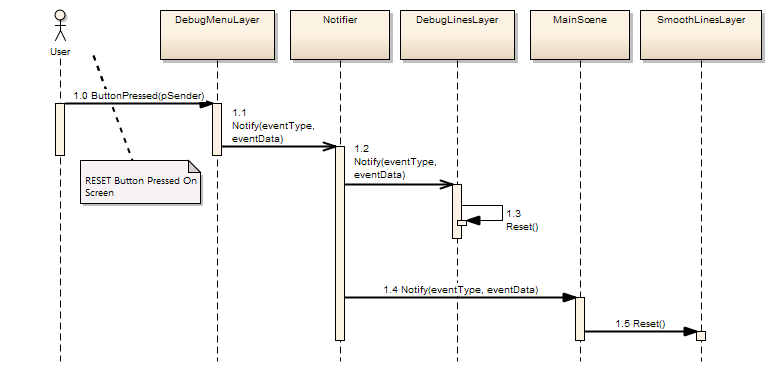 DebugMenuLayer
Notifier
DebugLinesLayer
MainScene
SmoothLinesLayer
User
1.0 ButtonPressed(pSender)
1.1
Notify(eventType,
eventData)
1.2
Notify(eventType,
eventData)
RESET Button Pressed On
Screen
1.3
Reset()
1.4 Notify(eventType, eventData)
1.5 Reset()